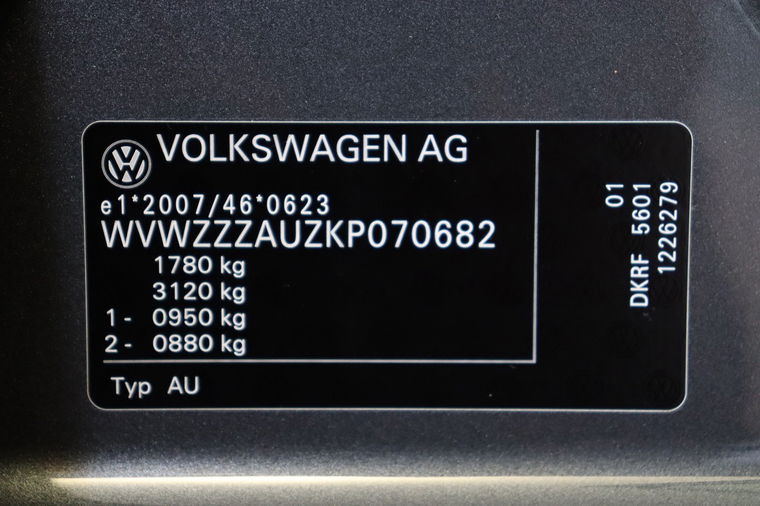 VOLKSWAGEN AG
e1*2007/46*0623
WVWZZZAUZKP070682
1780 kg
3120 kg
1 - 0950 kg
2 - 0880 kg
Typ AU
01
DKRF 5601
1226279